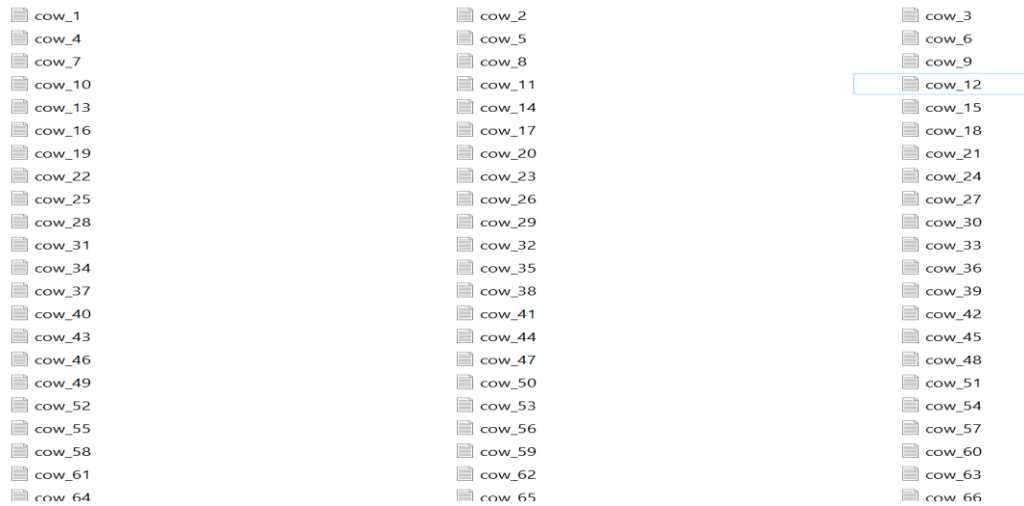 cow_1 cow_2 cow_3
cow_4 cow_5 cow_6
cow_7 cow_8 cow_9
cow_10 cow_11 cow_12
cow_13 cow_14 cow_15
cow_16 cow_17 cow_18
cow_19 cow_20 cow_21
cow_22 cow_23 cow_24
cow_25 cow_26 cow_27
cow_28 cow_29 cow_30
cow_31 cow_32 cow_33
cow_34 cow_35 cow_36
cow_37 cow_38 cow_39
cow_40 cow_41 cow_42
cow_43 cow_44 cow_45
cow_46 cow_47 cow_48
cow_49 cow_50 cow_51
cow_52 cow_53 cow_54
cow_55 cow_56 cow_57
cow_58 cow_59 cow_60
cow_61 cow_62 cow_63
cow_64 cow_65 cow_66